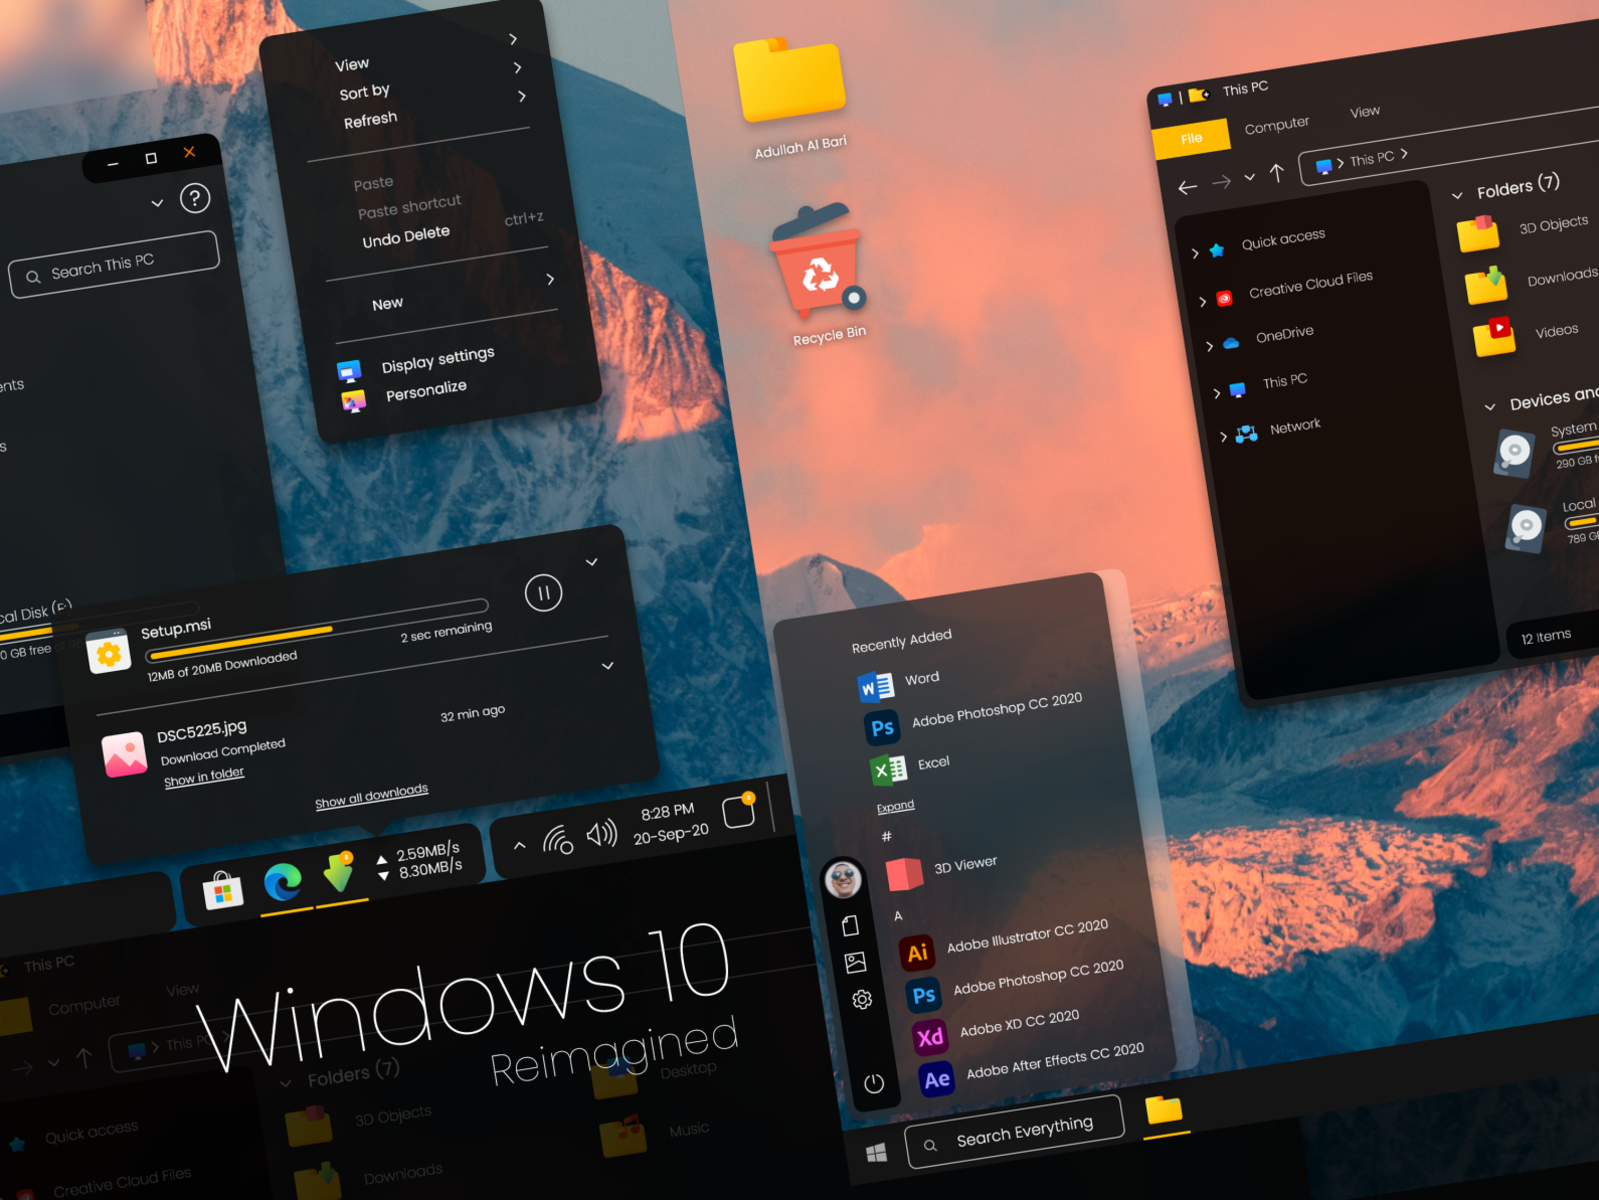 View
Sort by
Refresh
Paste
Paste shortcut
Undo Delete ctrl+z
New
Display settings
Personalize
?
Search This PC
ents
s
cal Disk (F:)
0 GB free
Setup.msi
2 sec remaining
12MB of 20MB Downloaded
DSC5225.jpg
32 min ago
Download Completed
Show in folder
Show all downloads
2.59MB/s
8.30MB/s
8:28 PM
20-Sep-20
This PC
Computer View
This PC
Folders (7)
3D Objects
Desktop
Quick access
Downloads
Music
Creative Cloud Files
Windows 10
Reimagined
Adullah Al Bari
Recycle Bin
This PC
File Computer View
This PC
Quick access
Creative Cloud Files
OneDrive
This PC
Network
Folders (7)
3D Objects
Downloads
Videos
Devices and
System
290 GB f
Local
789 G
12 Items
Recently Added
W Word
Ps Adobe Photoshop CC 2020
X Excel
Expand
#
3D Viewer
A
Ai Adobe Illustrator CC 2020
Ps Adobe Photoshop CC 2020
Xd Adobe XD CC 2020
Ae Adobe After Effects CC 2020
Search Everything